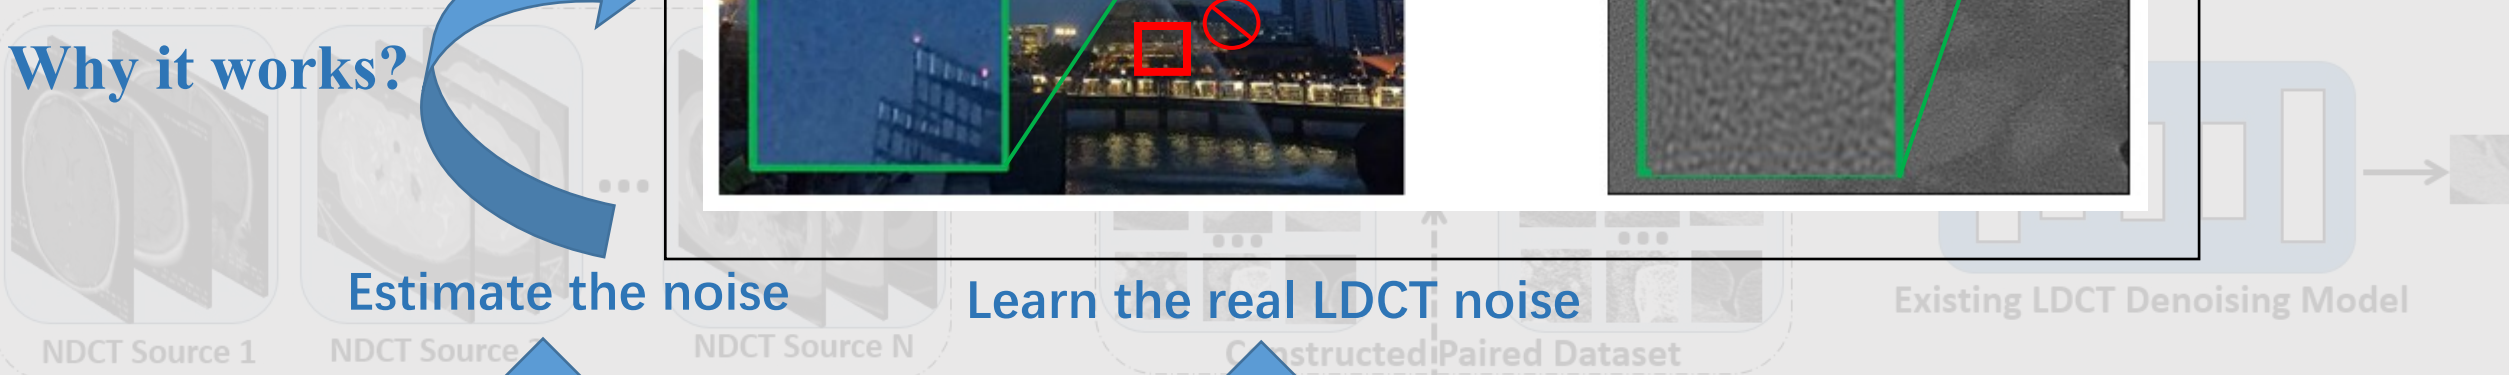 Why it works?
Estimate the noise
Learn the real LDCT noise
Existing LDCT Denoising Model
NDCT Source 1
NDCT Source
NDCT Source N
Constructed Paired Dataset